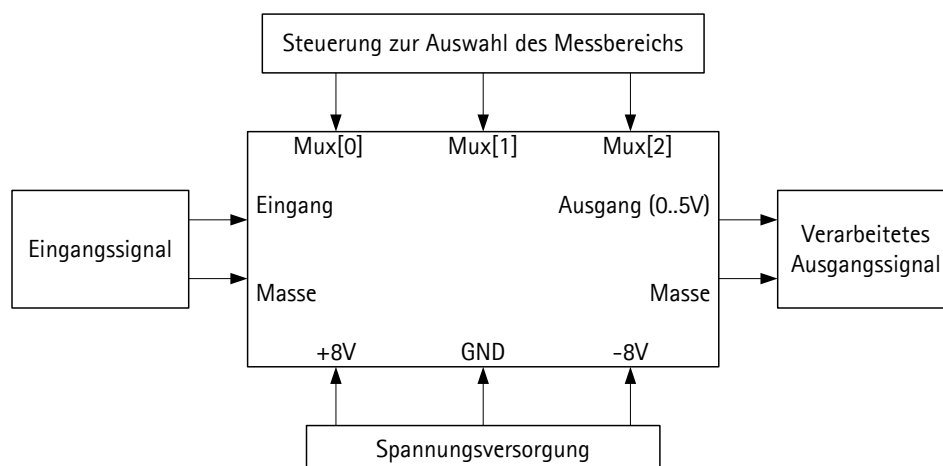 Steuerung zur Auswahl des Messbereichs
Mux[0] Mux[1] Mux[2]
Eingang Ausgang (0..5V)
Eingangssignal
Verarbeitetes
Ausgangssignal
Masse Masse
+8V GND -8V
Spannungsversorgung